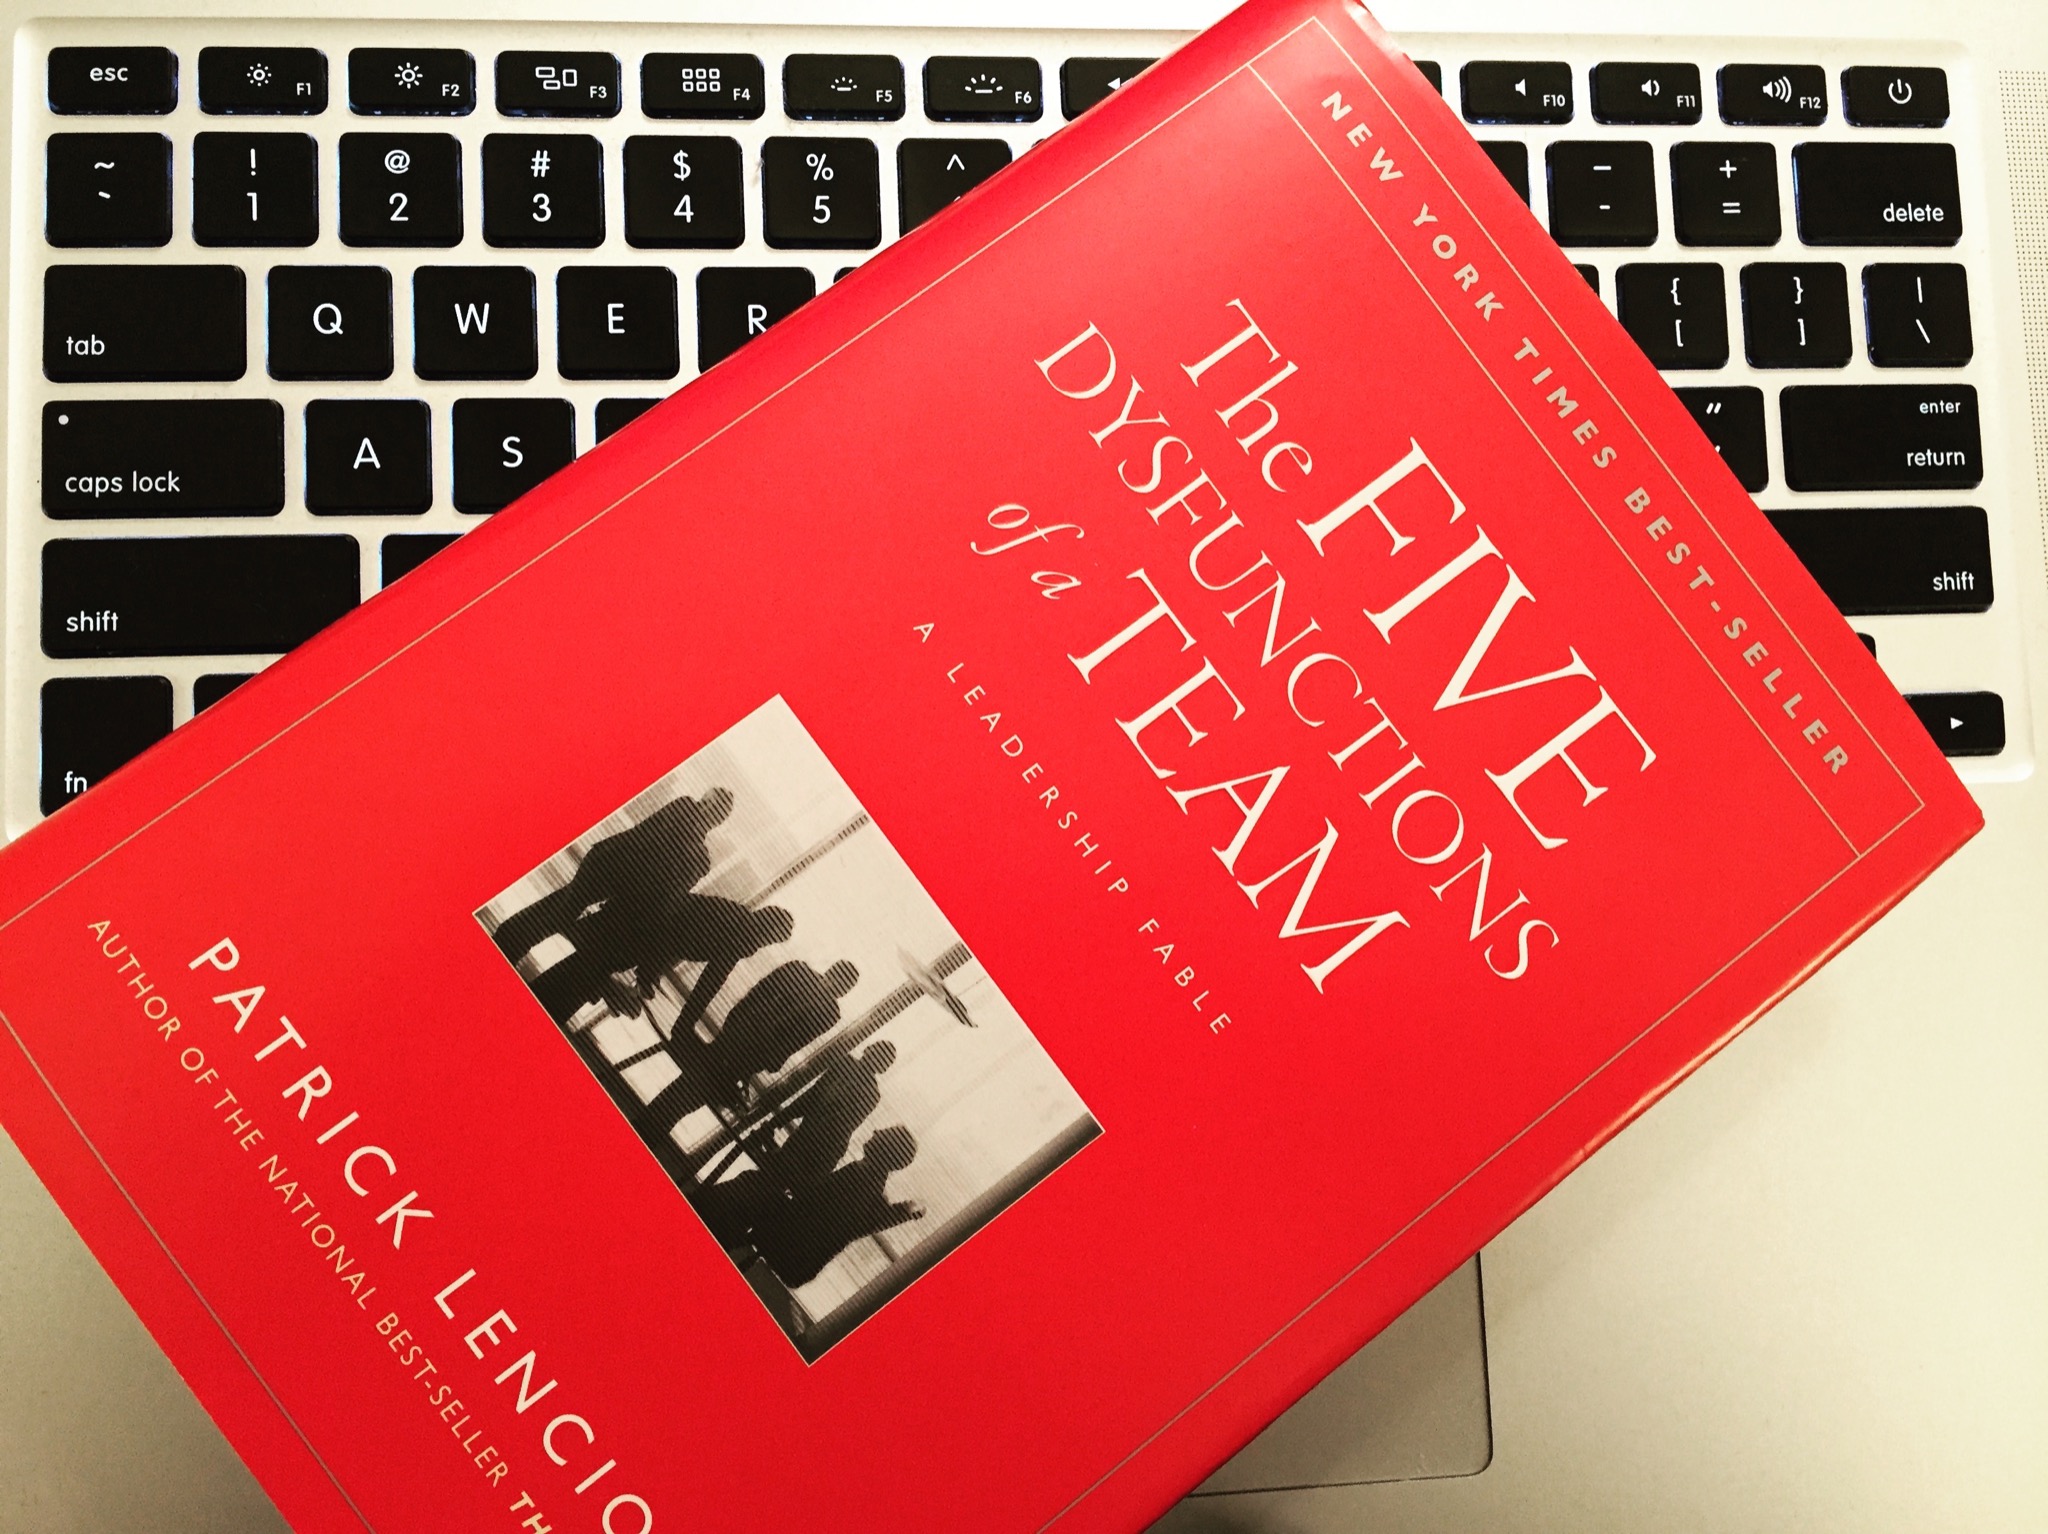 esc F1 F2 F3 F4 F5 F6 F10 F11 F12
~ ` ! 1 @ 2 # 3 $ 4 % 5 ^ — - + = delete
tab Q W E R { [ } ] | \
caps lock A S " enter return
shift shift
fn
NEW YORK TIMES BEST-SELLER
The FIVE
DYSFUNCTIONS
of a TEAM
A LEADERSHIP FABLE
PATRICK LENCIO
AUTHOR OF THE NATIONAL BEST-SELLER TH